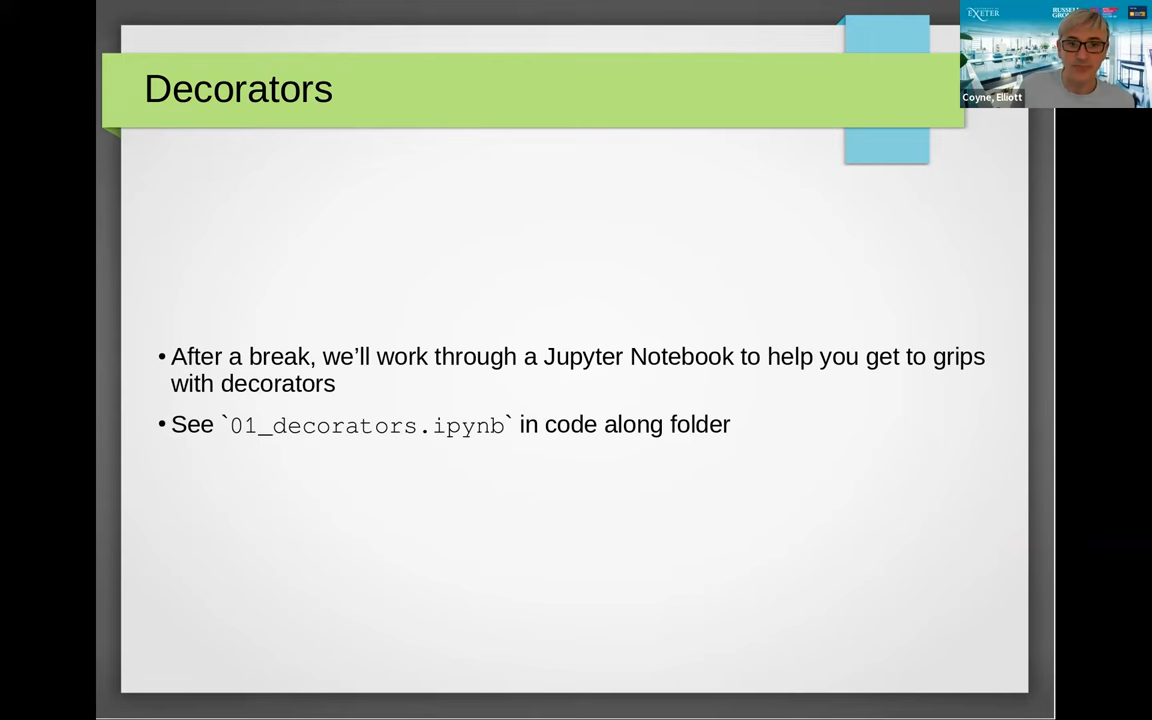 EXETER
Coyne, Elliott
Decorators
• After a break, we’ll work through a Jupyter Notebook to help you get to grips
with decorators
• See `01_decorators.ipynb` in code along folder